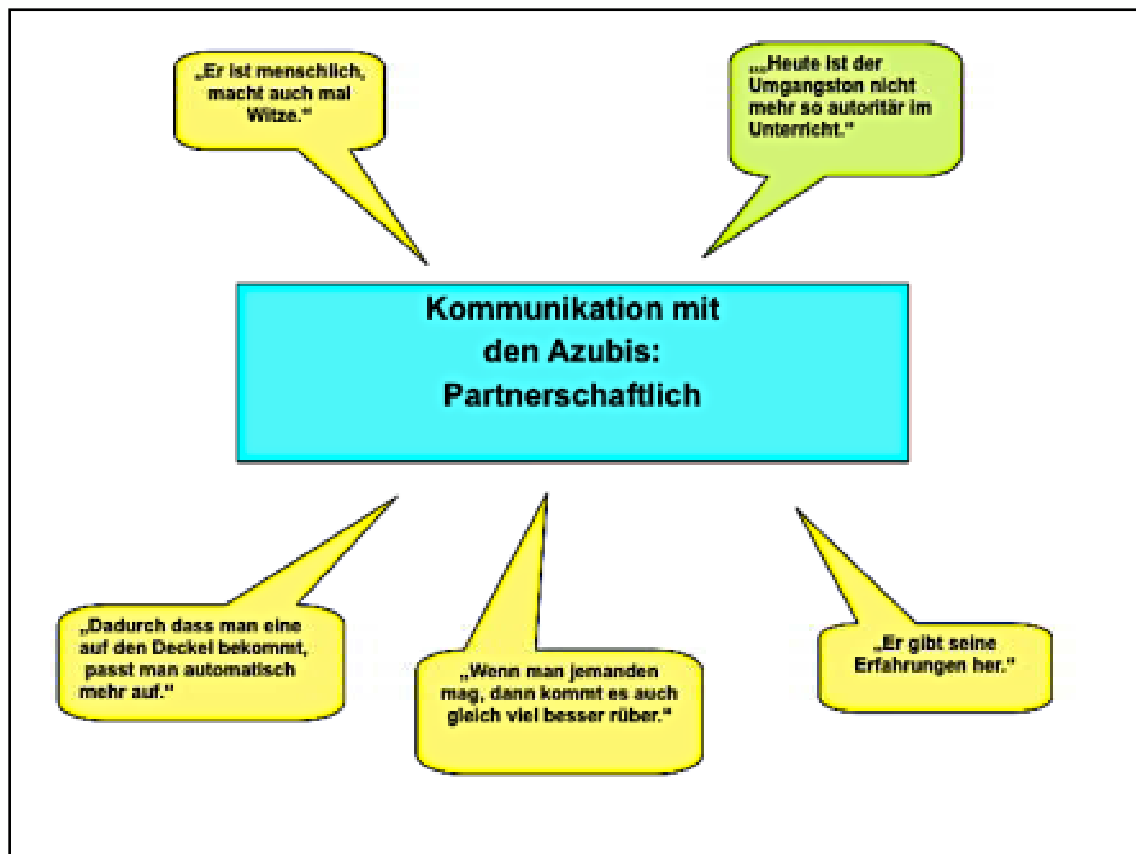 „Er ist menschlich,
macht auch mal
Witze.“
„„Heute ist der
Umgangston nicht
mehr so autoritär im
Unterricht.“
Kommunikation mit
den Azubis:
Partnerschaftlich
„Dadurch dass man eine
auf den Deckel bekommt,
passt man automatisch
mehr auf.“
„Wenn man jemanden
mag, dann kommt es auch
gleich viel besser rüber.“
„Er gibt seine
Erfahrungen her.“